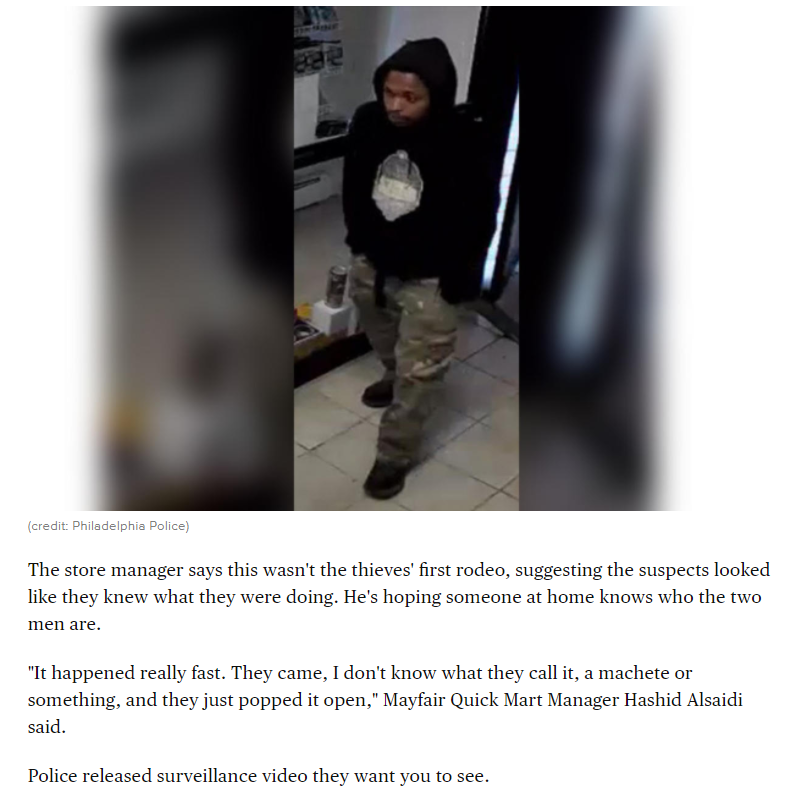 (credit: Philadelphia Police)
The store manager says this wasn't the thieves' first rodeo, suggesting the suspects looked
like they knew what they were doing. He's hoping someone at home knows who the two
men are.
"It happened really fast. They came, I don't know what they call it, a machete or
something, and they just popped it open," Mayfair Quick Mart Manager Hashid Alsaidi
said.
Police released surveillance video they want you to see.